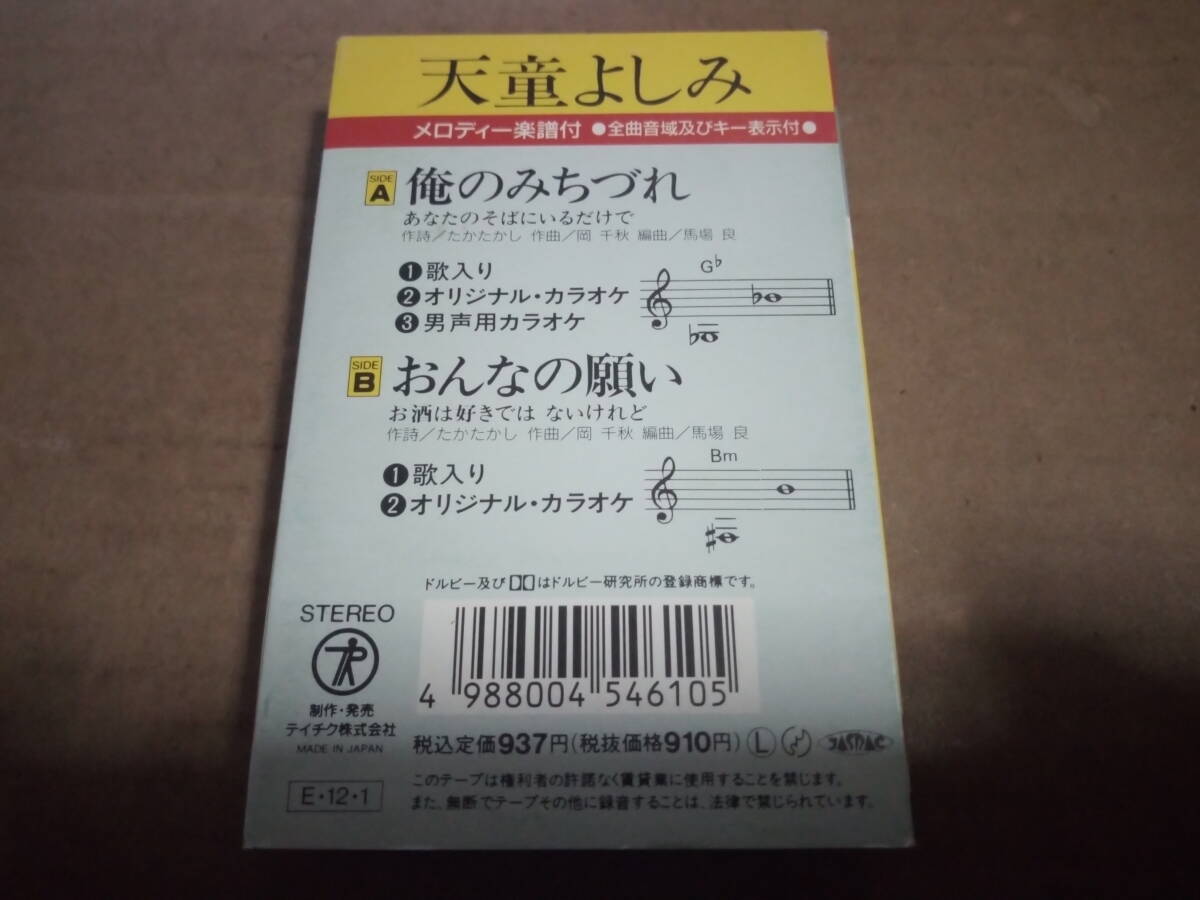 天童よしみ
メロディー楽譜付 ●全曲音域及びキー表示付●
SIDE A 俺のみちづれ
あなたのそばにいるだけで
作詩／たかたかし 作曲／岡 千秋 編曲／馬場 良
❶歌入り
❷オリジナル・カラオケ
❸男声用カラオケ
G♭
SIDE B おんなの願い
お酒は好きでは ないけれど
作詩／たかたかし 作曲／岡 千秋 編曲／馬場 良
❶歌入り
❷オリジナル・カラオケ
Bm
ドルビー及びはドルビー研究所の登録商標です。
STEREO
制作・発売
テイチク株式会社
MADE IN JAPAN
4 988004 546105
税込定価937円(税抜価格910円) Ⓛ JASRAC
E・12・1
このテープは権利者の許諾なく賃貸業に使用することを禁じます。
また、無断でテープその他に録音することは、法律で禁じられています。